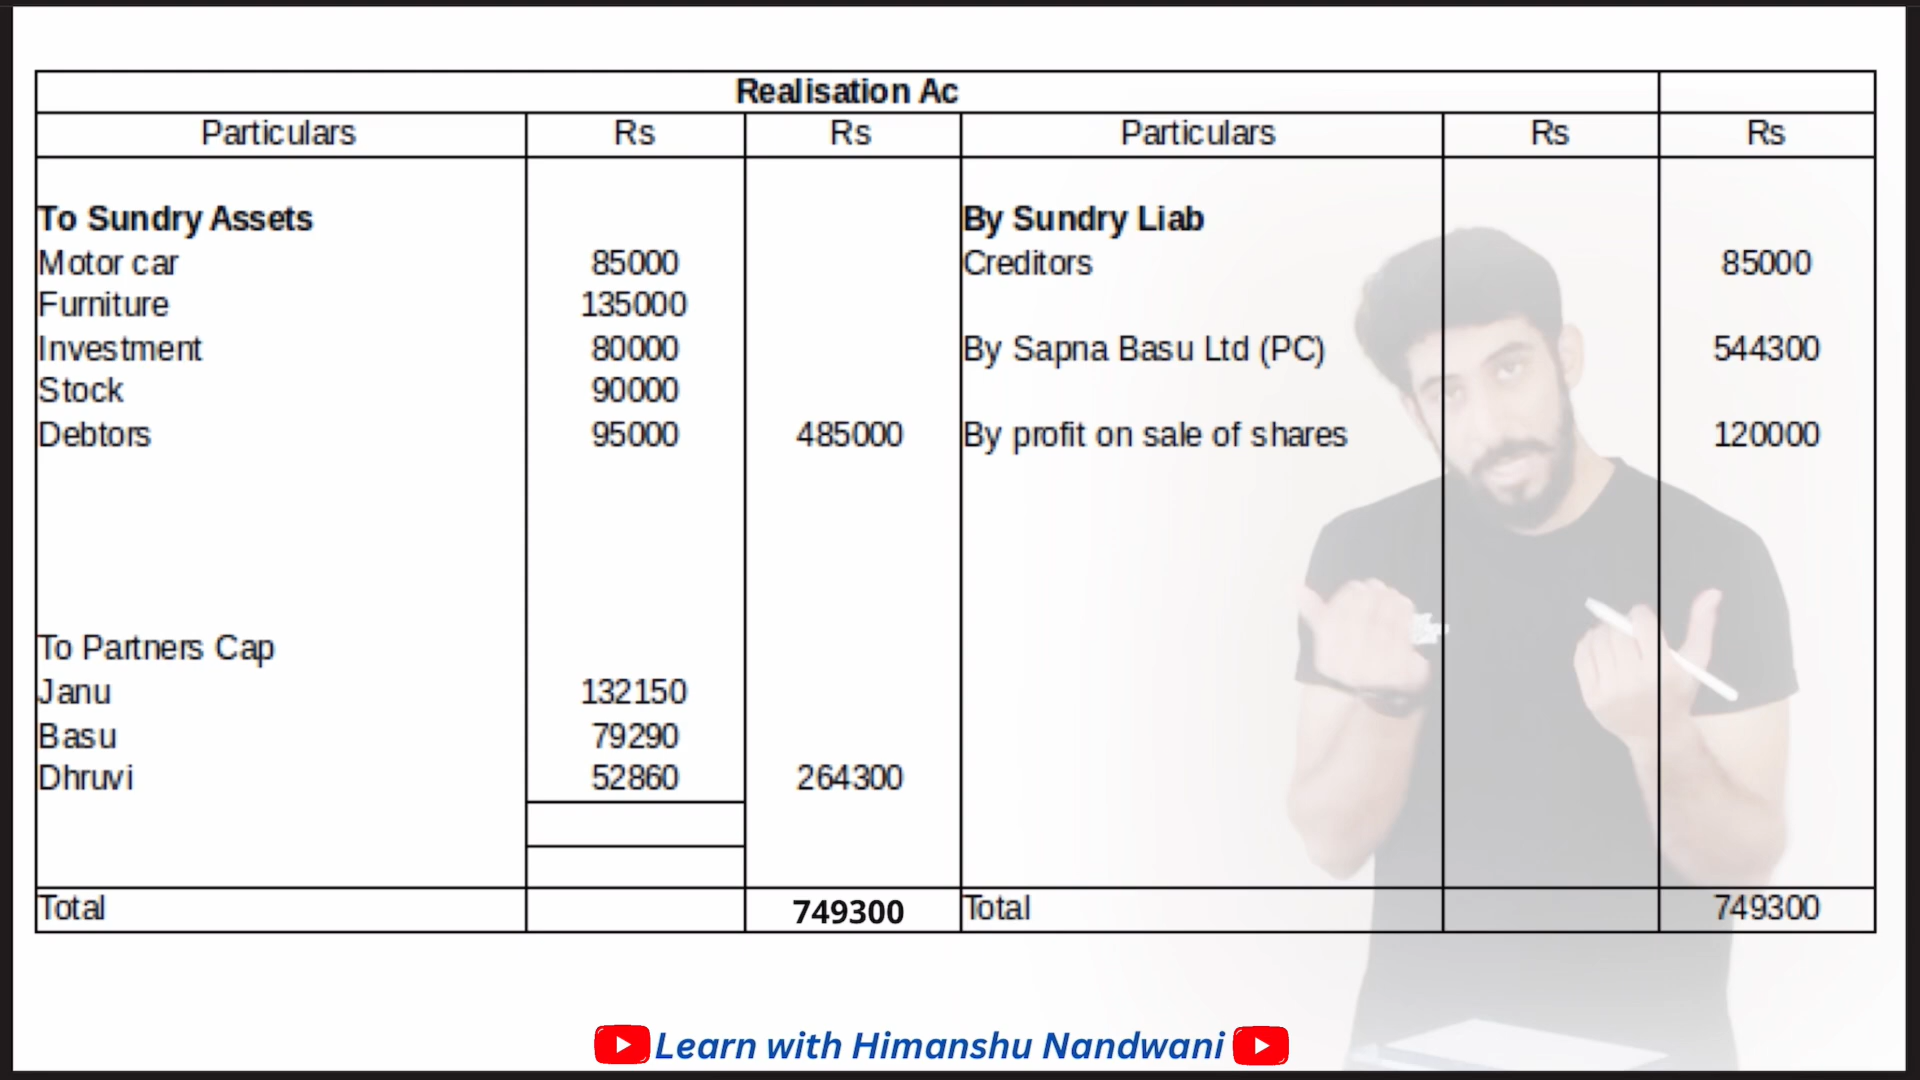 Realisation Ac
Particulars Rs Rs Particulars Rs Rs
To Sundry Assets By Sundry Liab
Motor car 85000 Creditors 85000
Furniture 135000
Investment 80000 By Sapna Basu Ltd (PC) 544300
Stock 90000
Debtors 95000 485000 By profit on sale of shares 120000
To Partners Cap
Janu 132150
Basu 79290
Dhruvi 52860 264300
Total 749300 Total 749300
Learn with Himanshu Nandwani